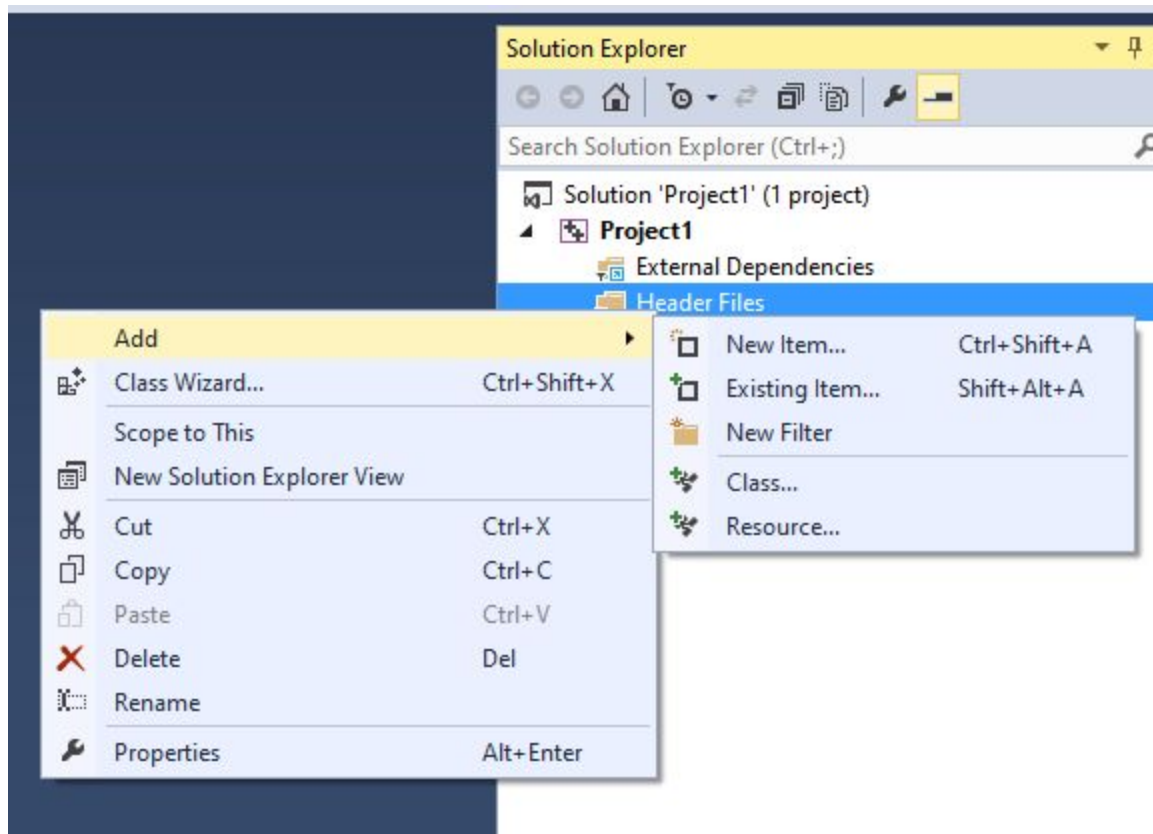 Solution Explorer
Search Solution Explorer (Ctrl+;)
Solution 'Project1' (1 project)
Project1
External Dependencies
Header Files
Add
Class Wizard... Ctrl+Shift+X
Scope to This
New Solution Explorer View
Cut Ctrl+X
Copy Ctrl+C
Paste Ctrl+V
Delete Del
Rename
Properties Alt+Enter
New Item... Ctrl+Shift+A
Existing Item... Shift+Alt+A
New Filter
Class...
Resource...